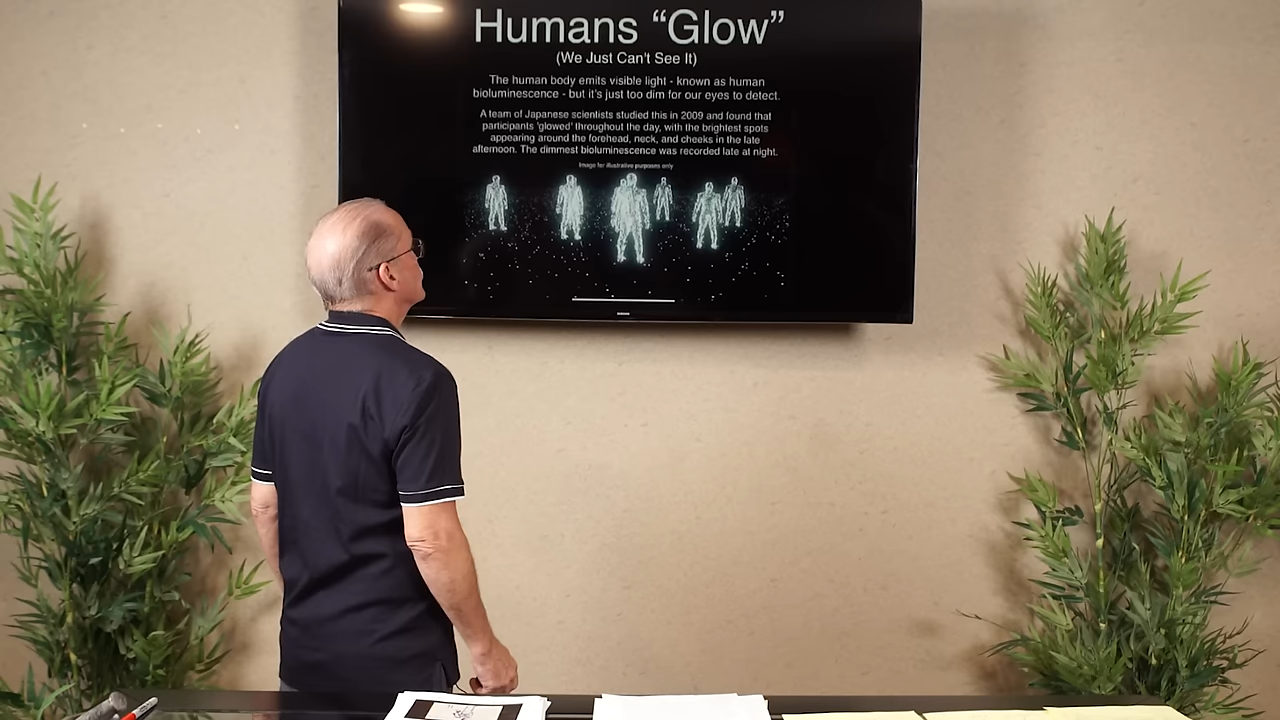 Humans “Glow”
(We Just Can't See It)
The human body emits visible light - known as human
bioluminescence - but it's just too dim for our eyes to detect.
A team of Japanese scientists studied this in 2009 and found that
participants 'glowed' throughout the day, with the brightest spots
appearing around the forehead, neck, and cheeks in the late
afternoon. The dimmest bioluminescence was recorded late at night.
Image for illustrative purposes only
SAMSUNG